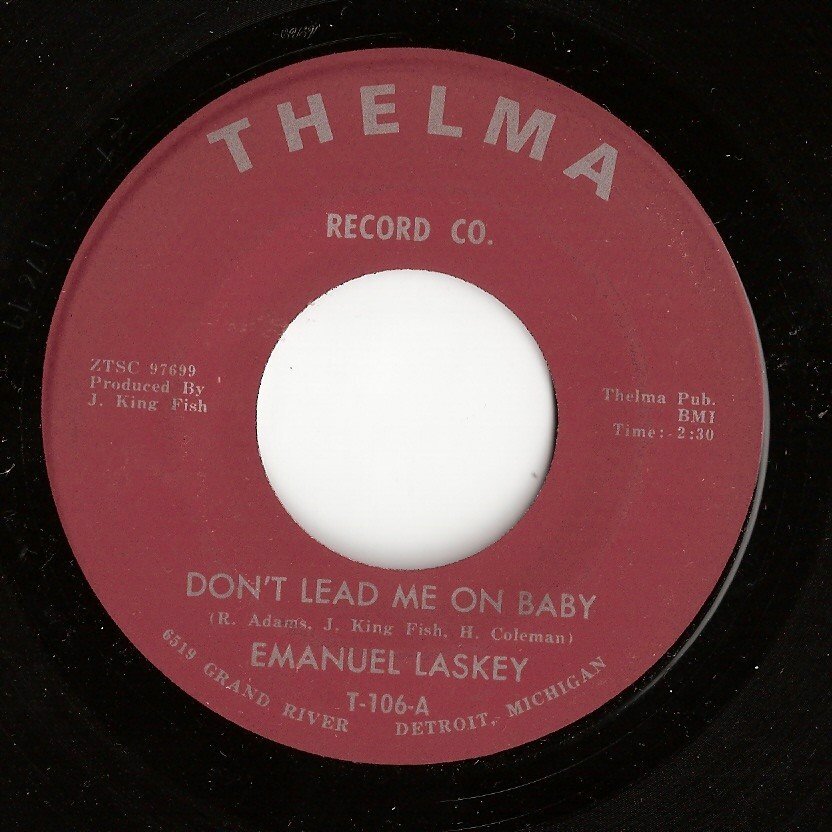 THELMA
RECORD CO.
ZTSC 97699
Produced By
J. King Fish
Thelma Pub.
BMI
Time: 2:30
DON'T LEAD ME ON BABY
(R. Adams, J. King Fish, H. Coleman)
EMANUEL LASKEY
T-106-A
6519 GRAND RIVER DETROIT, MICHIGAN